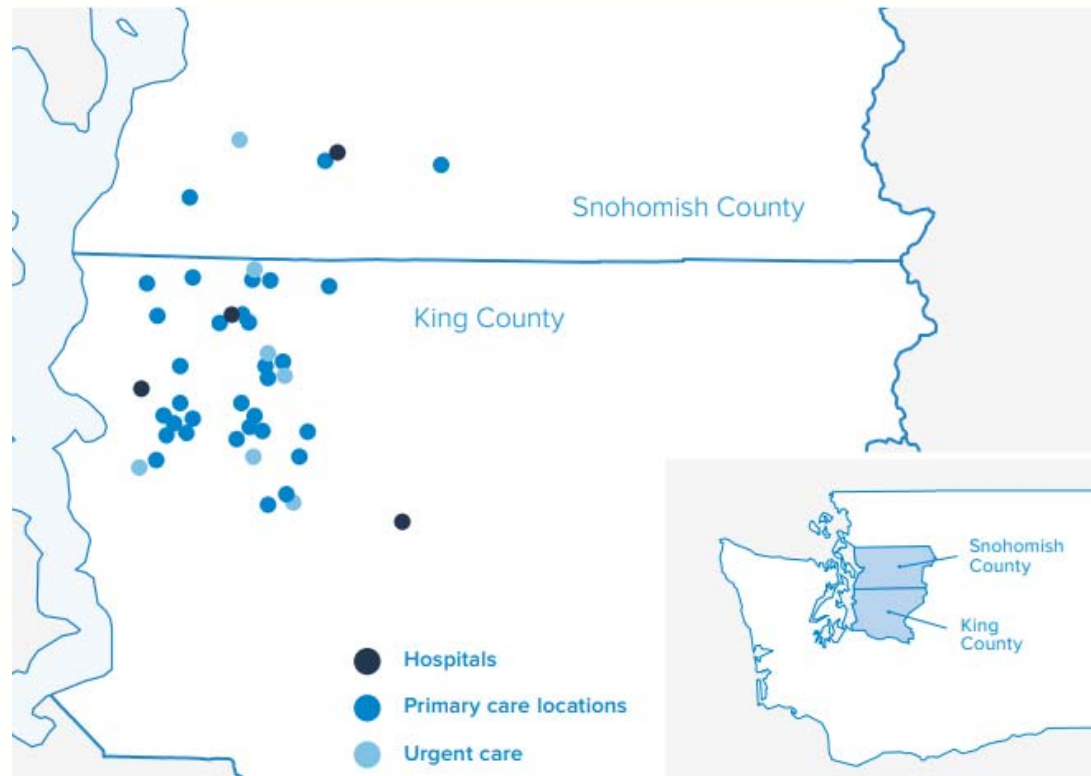 Snohomish County
King County
Hospitals
Primary care locations
Urgent care
Snohomish
County
King
County